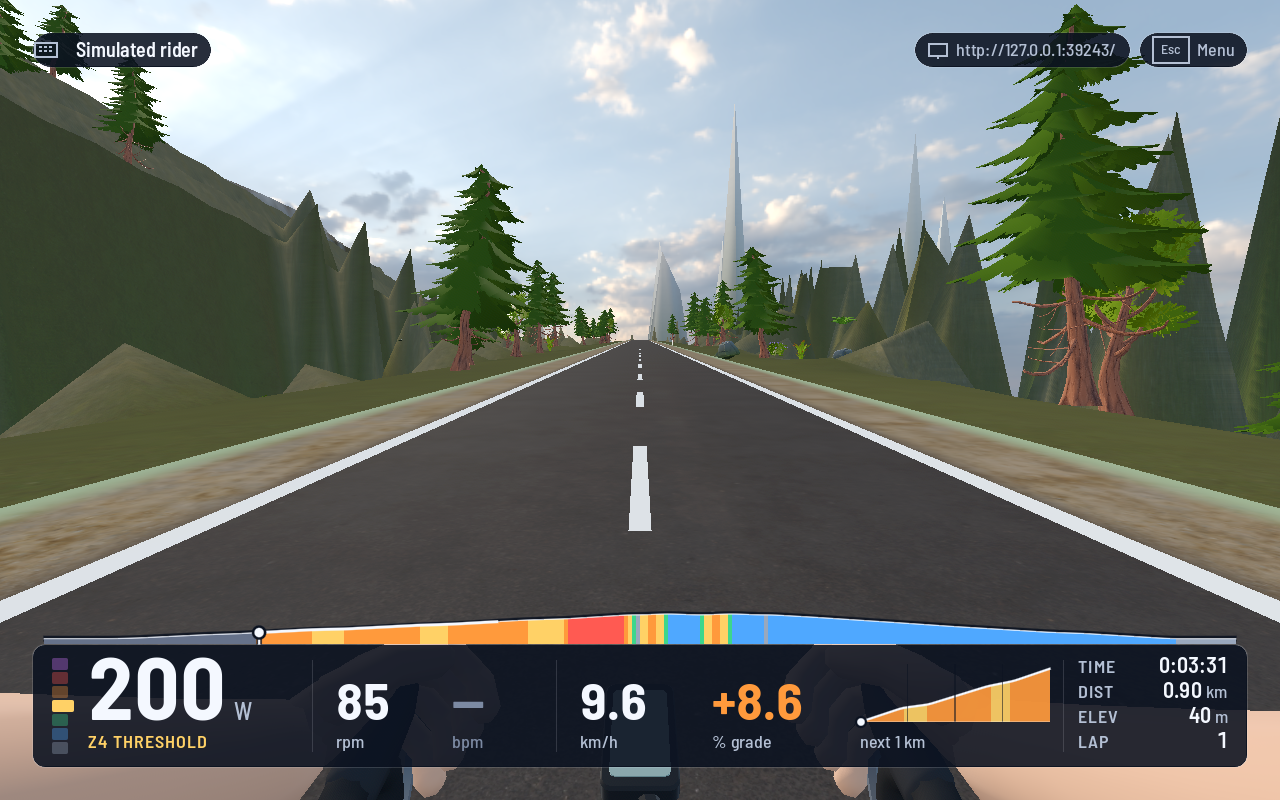 Simulated rider
http://127.0.0.1:39243/
Esc Menu
200 W
Z4 THRESHOLD
85
rpm
—
bpm
9.6
km/h
+8.6
% grade
next 1 km
TIME 0:03:31
DIST 0.90 km
ELEV 40 m
LAP 1